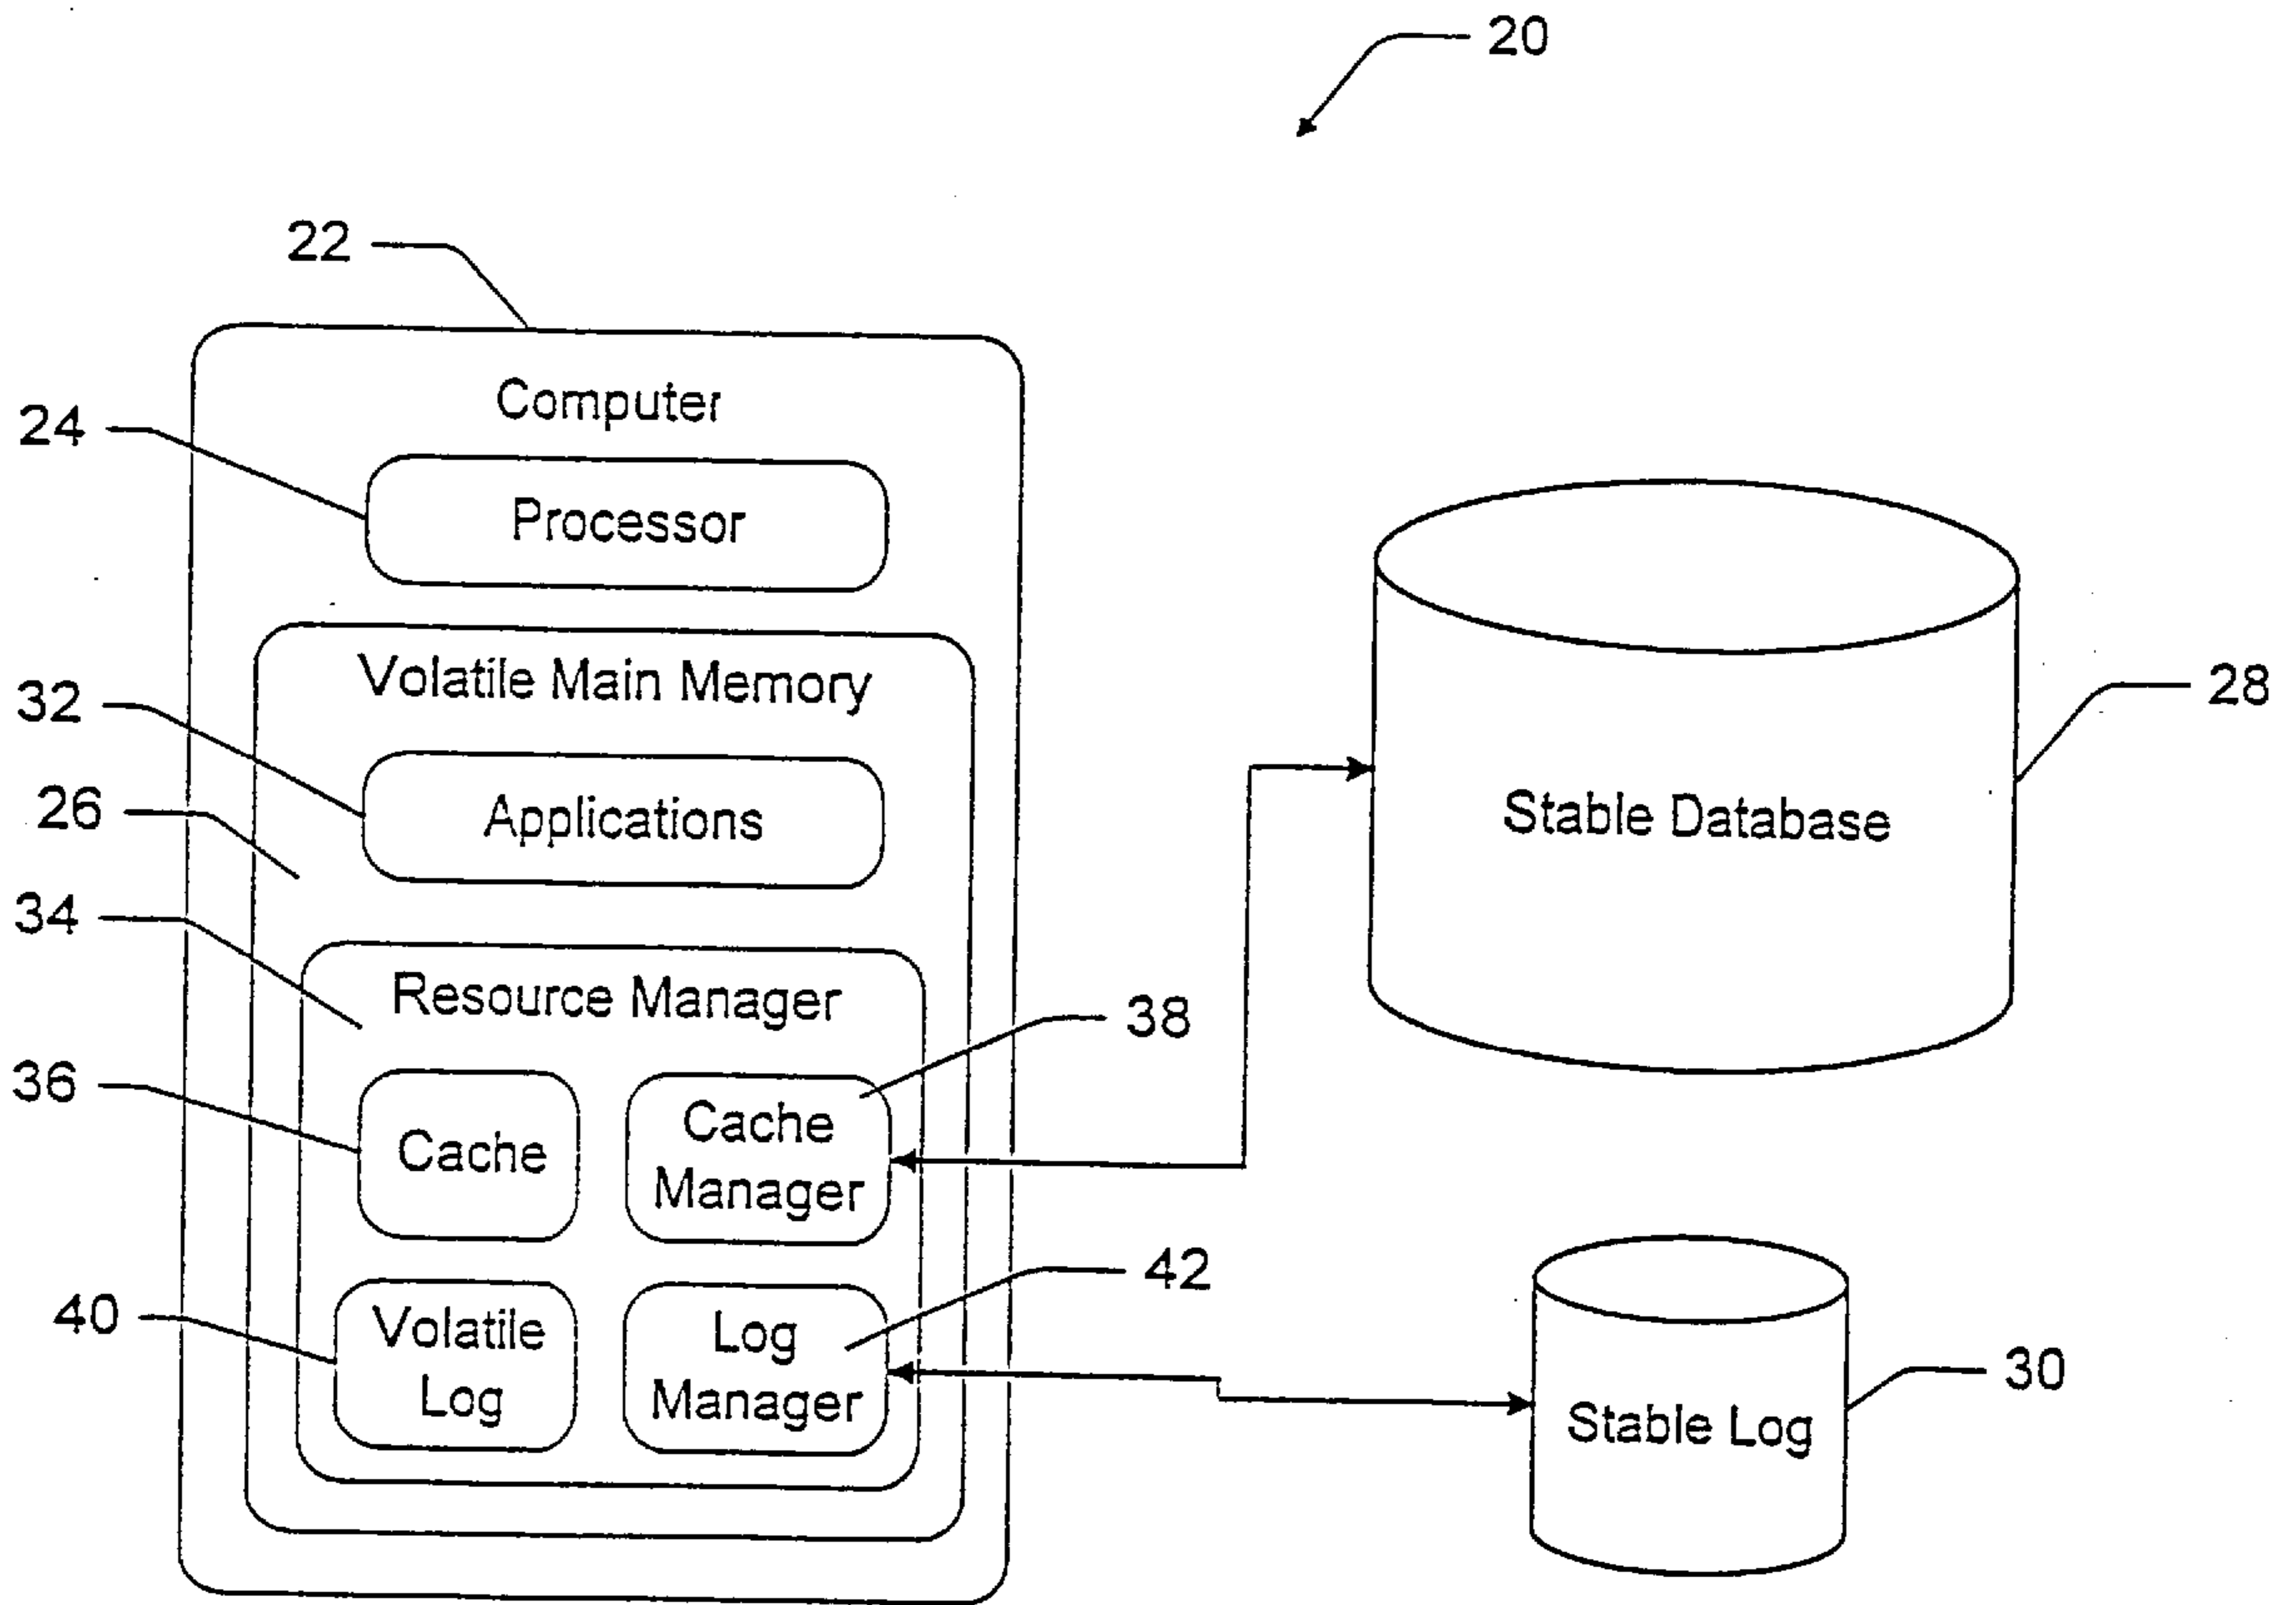 20
22
Computer
24
Processor
Volatile Main Memory
32
28
26
Applications
Stable Database
34
Resource Manager
38
36
Cache
Cache
Manager
42
40
Volatile
Log
Log
Manager
30
Stable Log